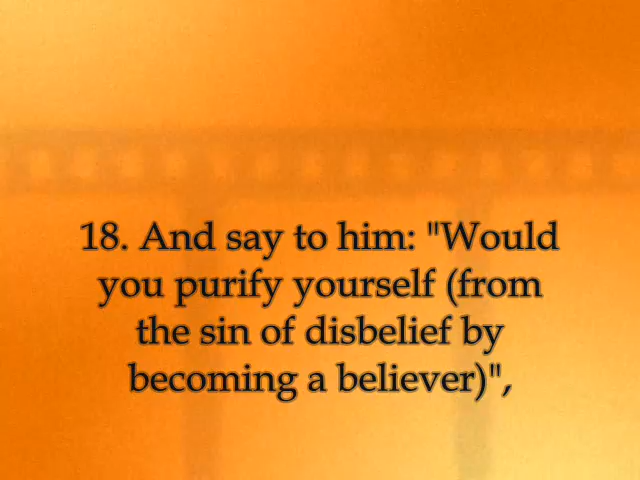 18. And say to him: "Would
you purify yourself (from
the sin of disbelief by
becoming a believer)",